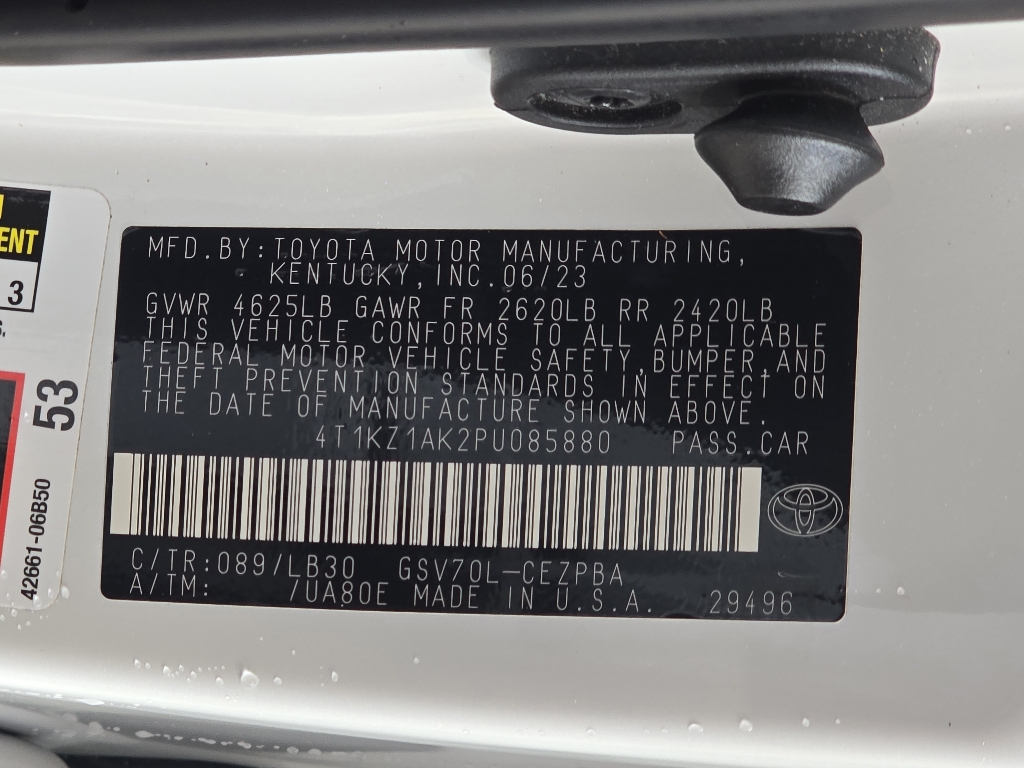 ENT
3
S.
53
42661-06B50
MFD.BY:TOYOTA MOTOR MANUFACTURING,
KENTUCKY,INC.06/23
GVWR 4625LB GAWR FR 2620LB RR 2420LB
THIS VEHICLE CONFORMS TO ALL APPLICABLE
FEDERAL MOTOR VEHICLE SAFETY,BUMPER,AND
THEFT PREVENTION STANDARDS IN EFFECT ON
THE DATE OF MANUFACTURE SHOWN ABOVE.
4T1KZ1AK2PU085880 PASS.CAR
C/TR:089/LB30 GSV70L-CEZPBA
A/TM: 7UA80E MADE IN U.S.A. 29496